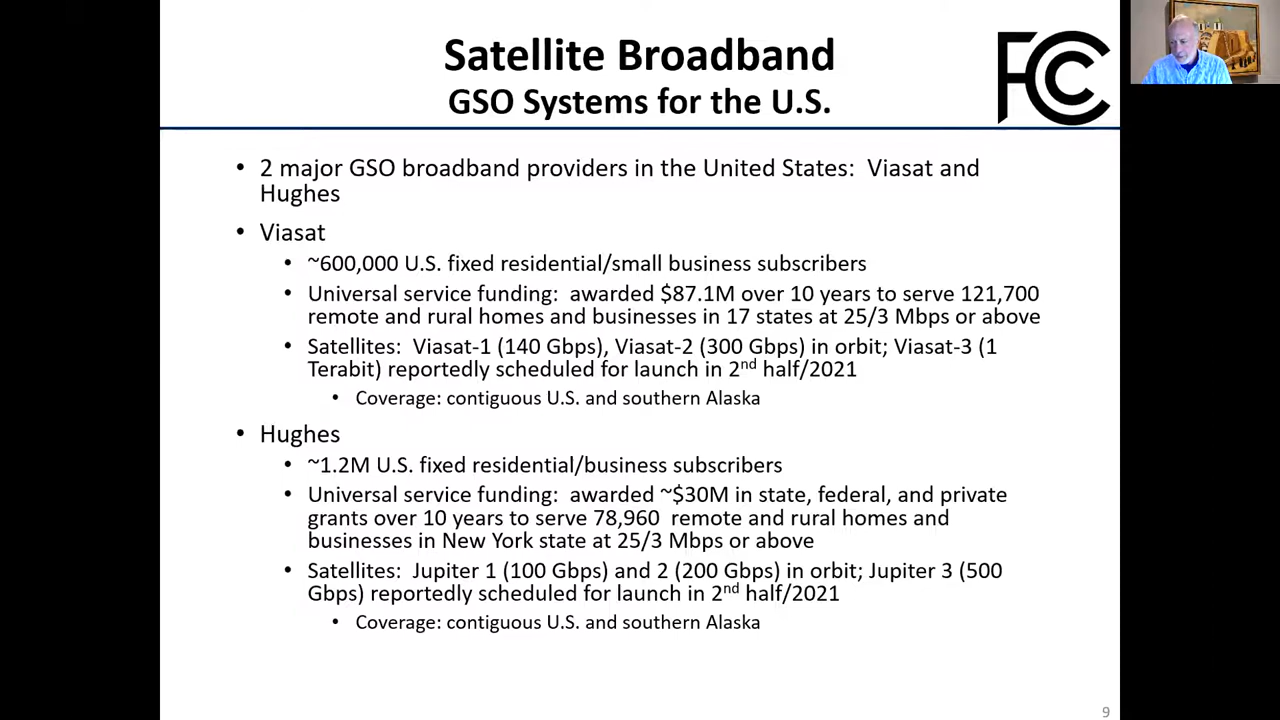 Satellite Broadband
GSO Systems for the U.S.
FCC
• 2 major GSO broadband providers in the United States: Viasat and
Hughes
• Viasat
• ~600,000 U.S. fixed residential/small business subscribers
• Universal service funding: awarded $87.1M over 10 years to serve 121,700
remote and rural homes and businesses in 17 states at 25/3 Mbps or above
• Satellites: Viasat-1 (140 Gbps), Viasat-2 (300 Gbps) in orbit; Viasat-3 (1
Terabit) reportedly scheduled for launch in 2nd half/2021
• Coverage: contiguous U.S. and southern Alaska
• Hughes
• ~1.2M U.S. fixed residential/business subscribers
• Universal service funding: awarded ~$30M in state, federal, and private
grants over 10 years to serve 78,960 remote and rural homes and
businesses in New York state at 25/3 Mbps or above
• Satellites: Jupiter 1 (100 Gbps) and 2 (200 Gbps) in orbit; Jupiter 3 (500
Gbps) reportedly scheduled for launch in 2nd half/2021
• Coverage: contiguous U.S. and southern Alaska
9